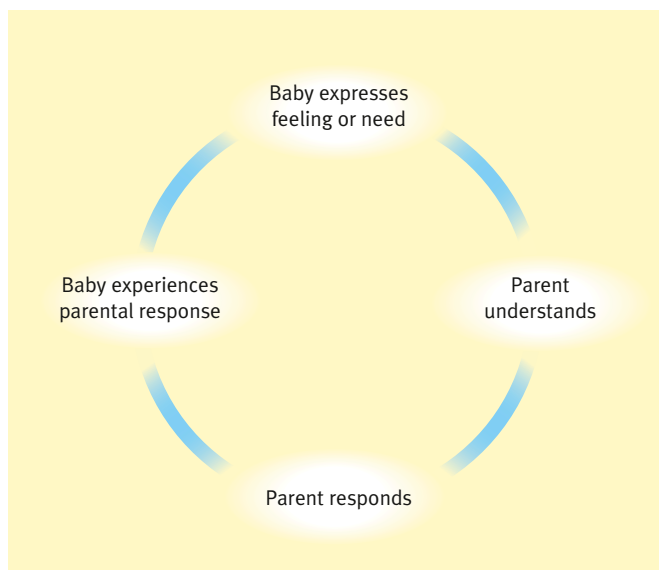 Baby expresses
feeling or need
Baby experiences
parental response
Parent
understands
Parent responds